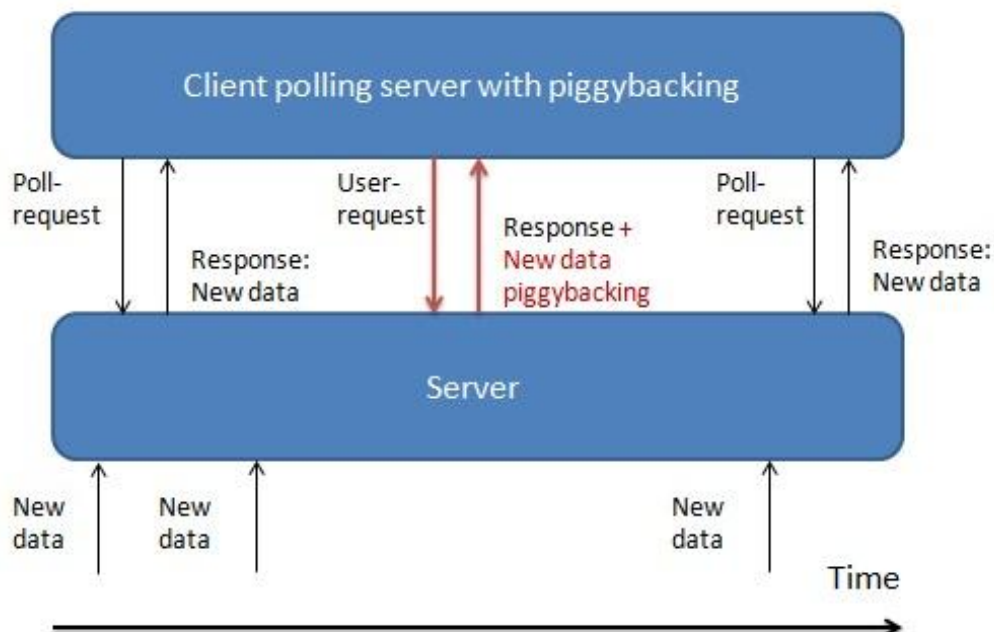 Client polling server with piggybacking
Poll-
request
Response:
New data
User-
request
Response +
New data
piggybacking
Poll-
request
Response:
New data
Server
New
data
New
data
New
data
Time